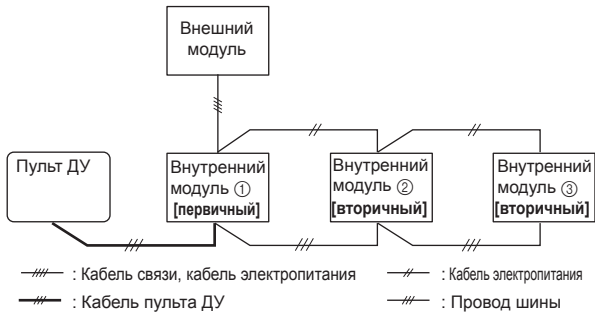 Внешний
модуль
Пульт ДУ
Внутренний
модуль ①
[первичный]
Внутренний
модуль ②
[вторичный]
Внутренний
модуль ③
[вторичный]
: Кабель связи, кабель электропитания
: Кабель электропитания
: Кабель пульта ДУ
: Провод шины